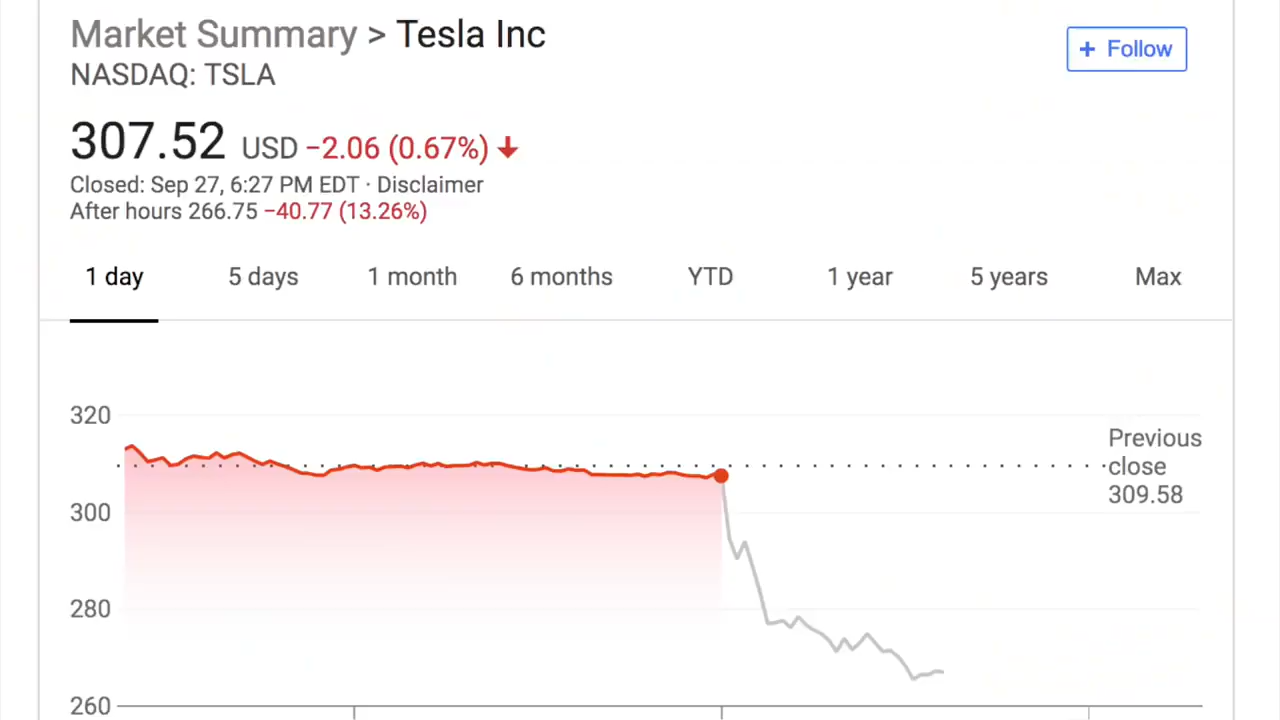 Market Summary > Tesla Inc
NASDAQ: TSLA
+ Follow
307.52 USD −2.06 (0.67%)
Closed: Sep 27, 6:27 PM EDT · Disclaimer
After hours 266.75 −40.77 (13.26%)
1 day 5 days 1 month 6 months YTD 1 year 5 years Max
320
Previous
close
309.58
300
280
260